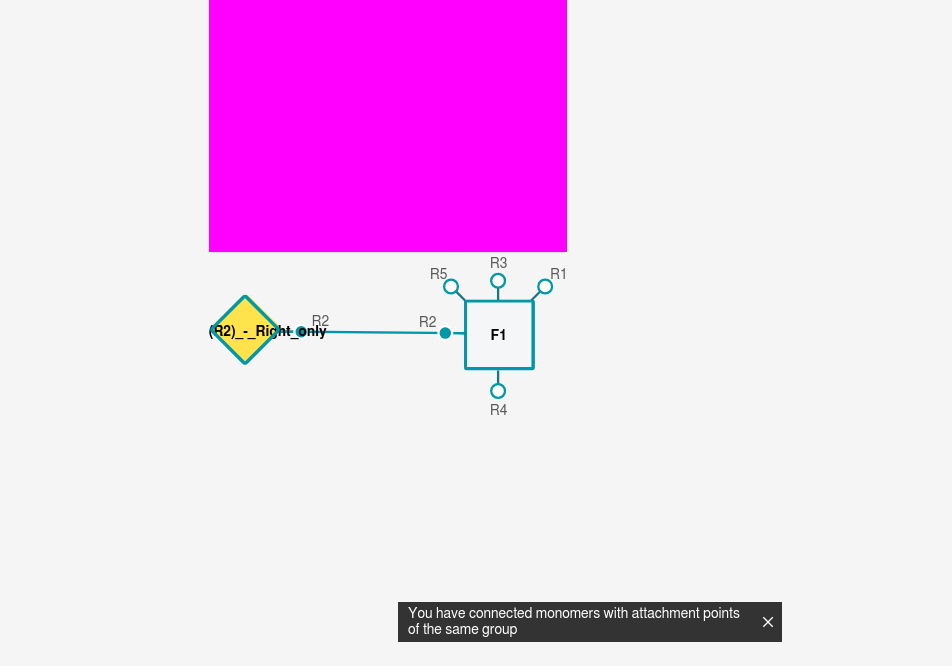 R3
R5
R1
R2
R2
(R2)_-_Right_only
F1
R4
You have connected monomers with attachment points
of the same group